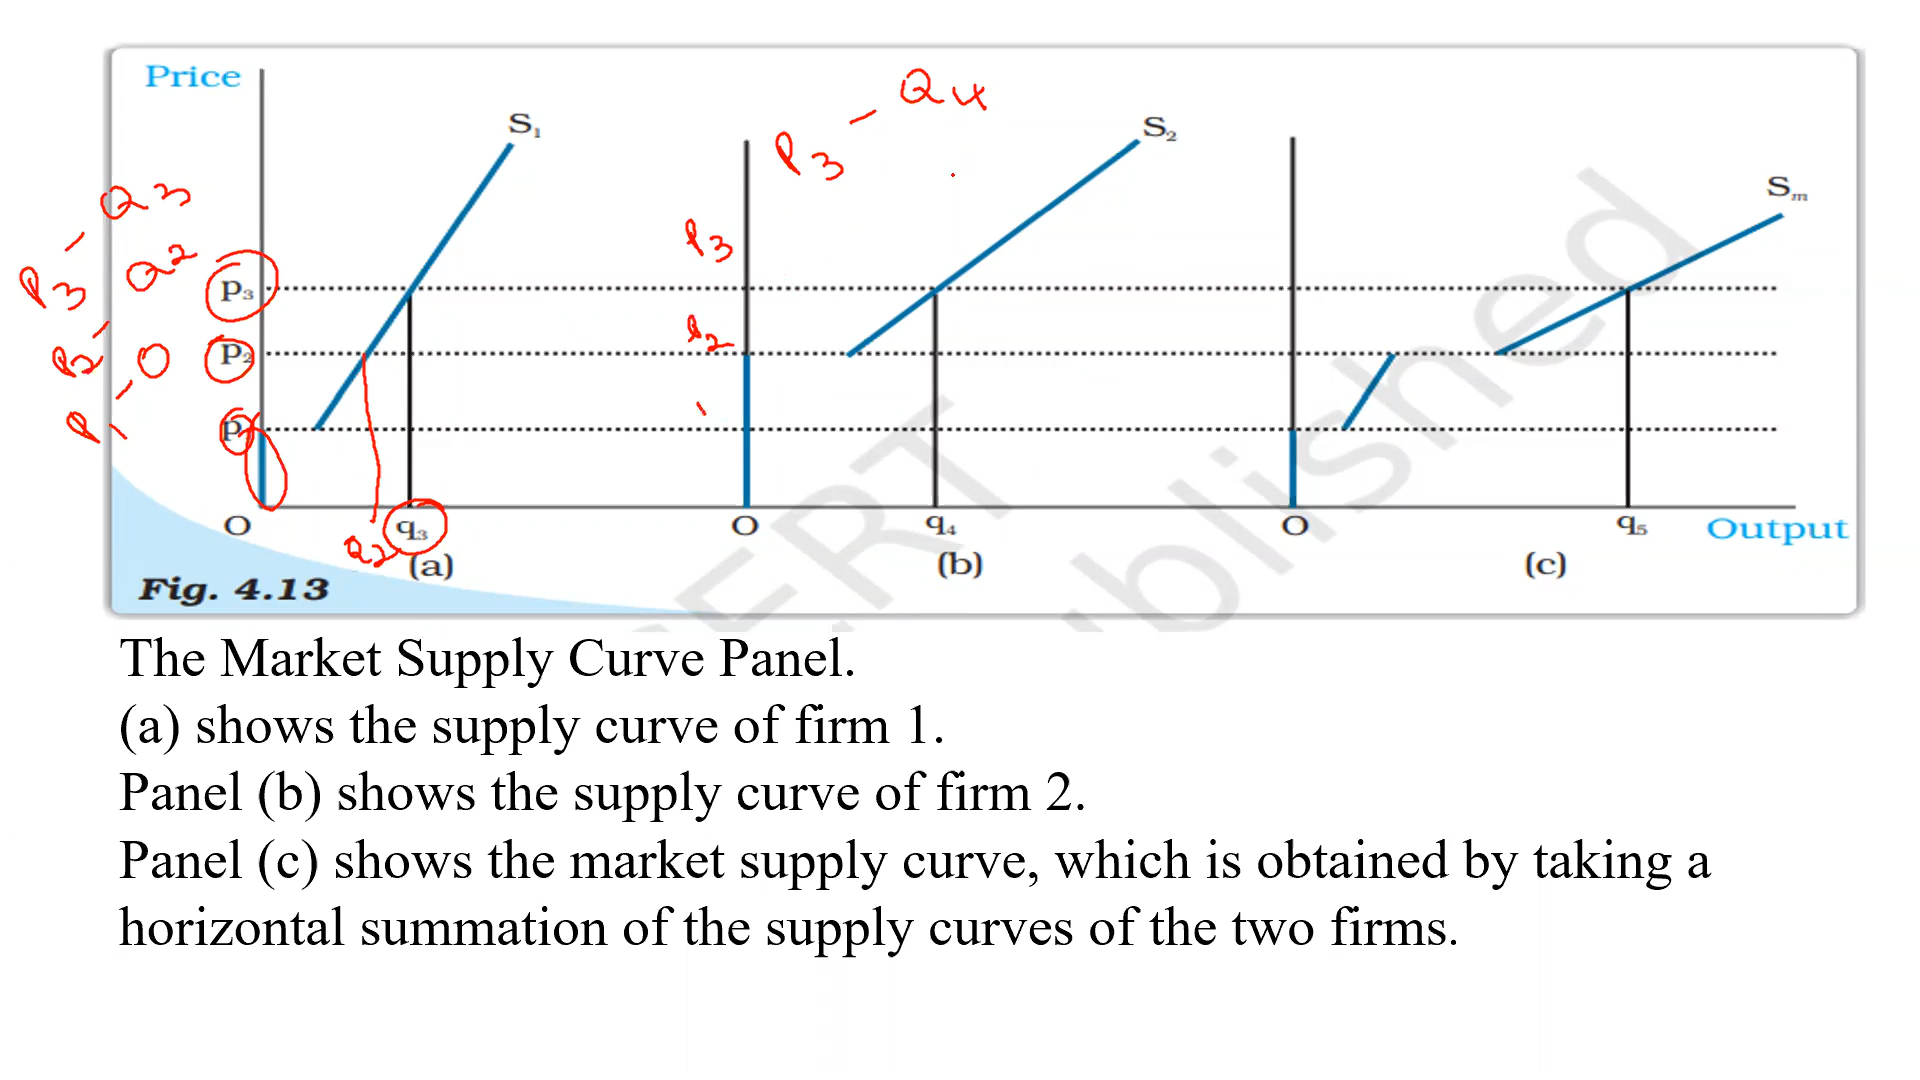 Price
S₁
S₂
Sₘ
P3 - Q4
P3 - Q3
P2 - Q2
P1 - O
P3
P2
p₃
p₂
p
O
q₃
Q2
O
q₄
O
q₅
Output
(a)
(b)
(c)
Fig. 4.13
ERT
blished
The Market Supply Curve Panel.
(a) shows the supply curve of firm 1.
Panel (b) shows the supply curve of firm 2.
Panel (c) shows the market supply curve, which is obtained by taking a
horizontal summation of the supply curves of the two firms.